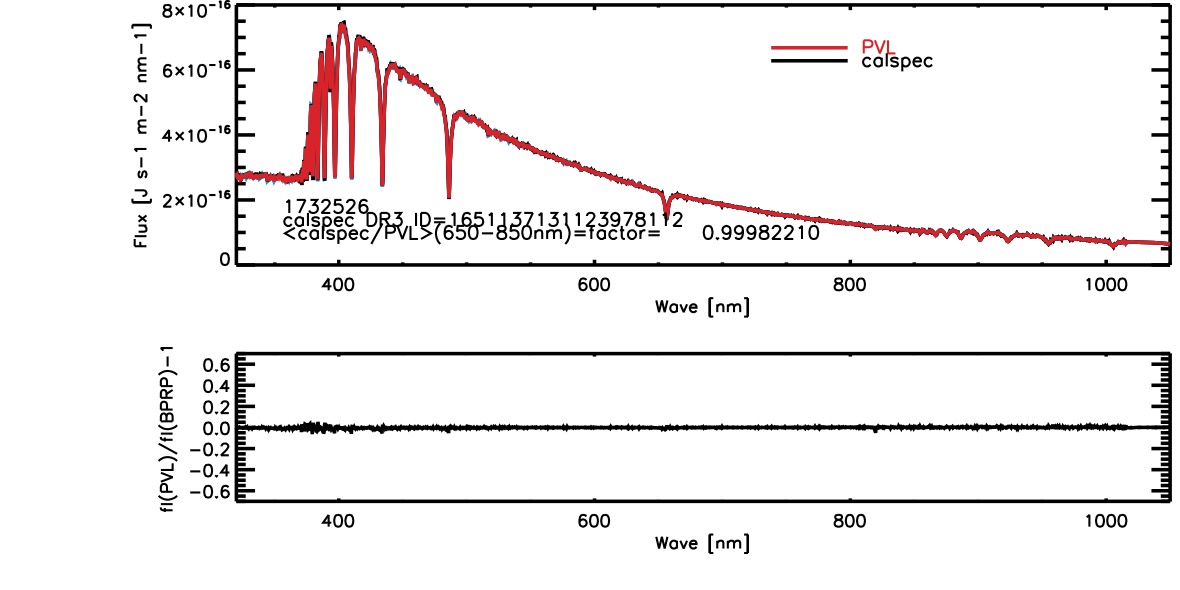 8×10−16
6×10−16
4×10−16
2×10−16
0
Flux [J s−1 m−2 nm−1]
PVL
calspec
1732526
calspec DR3 ID=1651137131123978112
<calspec/PVL>(650−850nm)=factor= 0.99982210
400 600 800 1000
Wave [nm]
0.6
0.4
0.2
0.0
−0.2
−0.4
−0.6
fl(PVL)/fl(BPRP)−1
400 600 800 1000
Wave [nm]